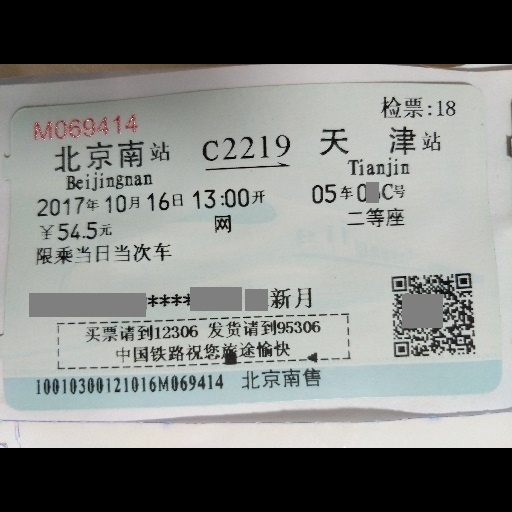 检票:18
M069414
北京南站 C2219 天津站
Beijingnan Tianjin
2017年10月16日13:00开 05车0 C号
¥54.5元 网 二等座
限乘当日当次车
**** 新月
买票请到12306 发货请到95306
中国铁路祝您旅途愉快
10010300121016M069414 北京南售